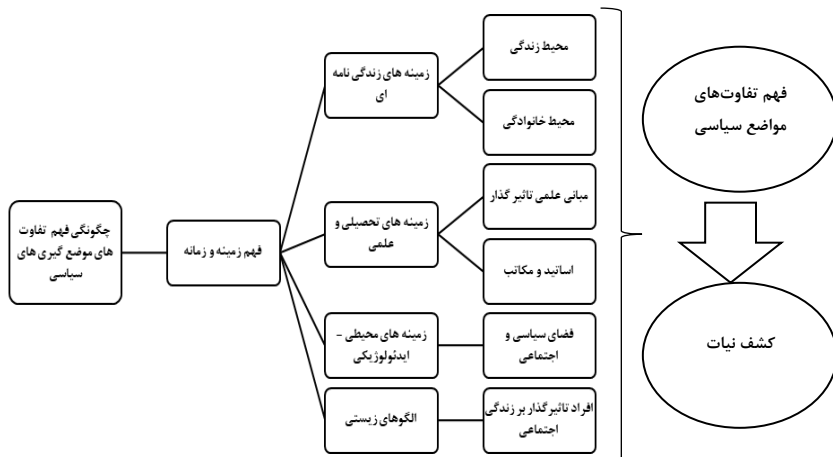 چگونگی فهم تفاوت
های موضع گیری های
سیاسی
فهم زمینه و زمانه
زمینه های زندگی نامه
ای
محیط زندگی
محیط خانوادگی
زمینه های تحصیلی و
علمی
مبانی علمی تاثیر گذار
اساتید و مکاتب
زمینه های محیطی –
ایدئولوژیکی
فضای سیاسی و
اجتماعی
الگوهای زیستی
افراد تاثیرگذار بر زندگی
اجتماعی
فهم تفاوت‌های
مواضع سیاسی
کشف نیات